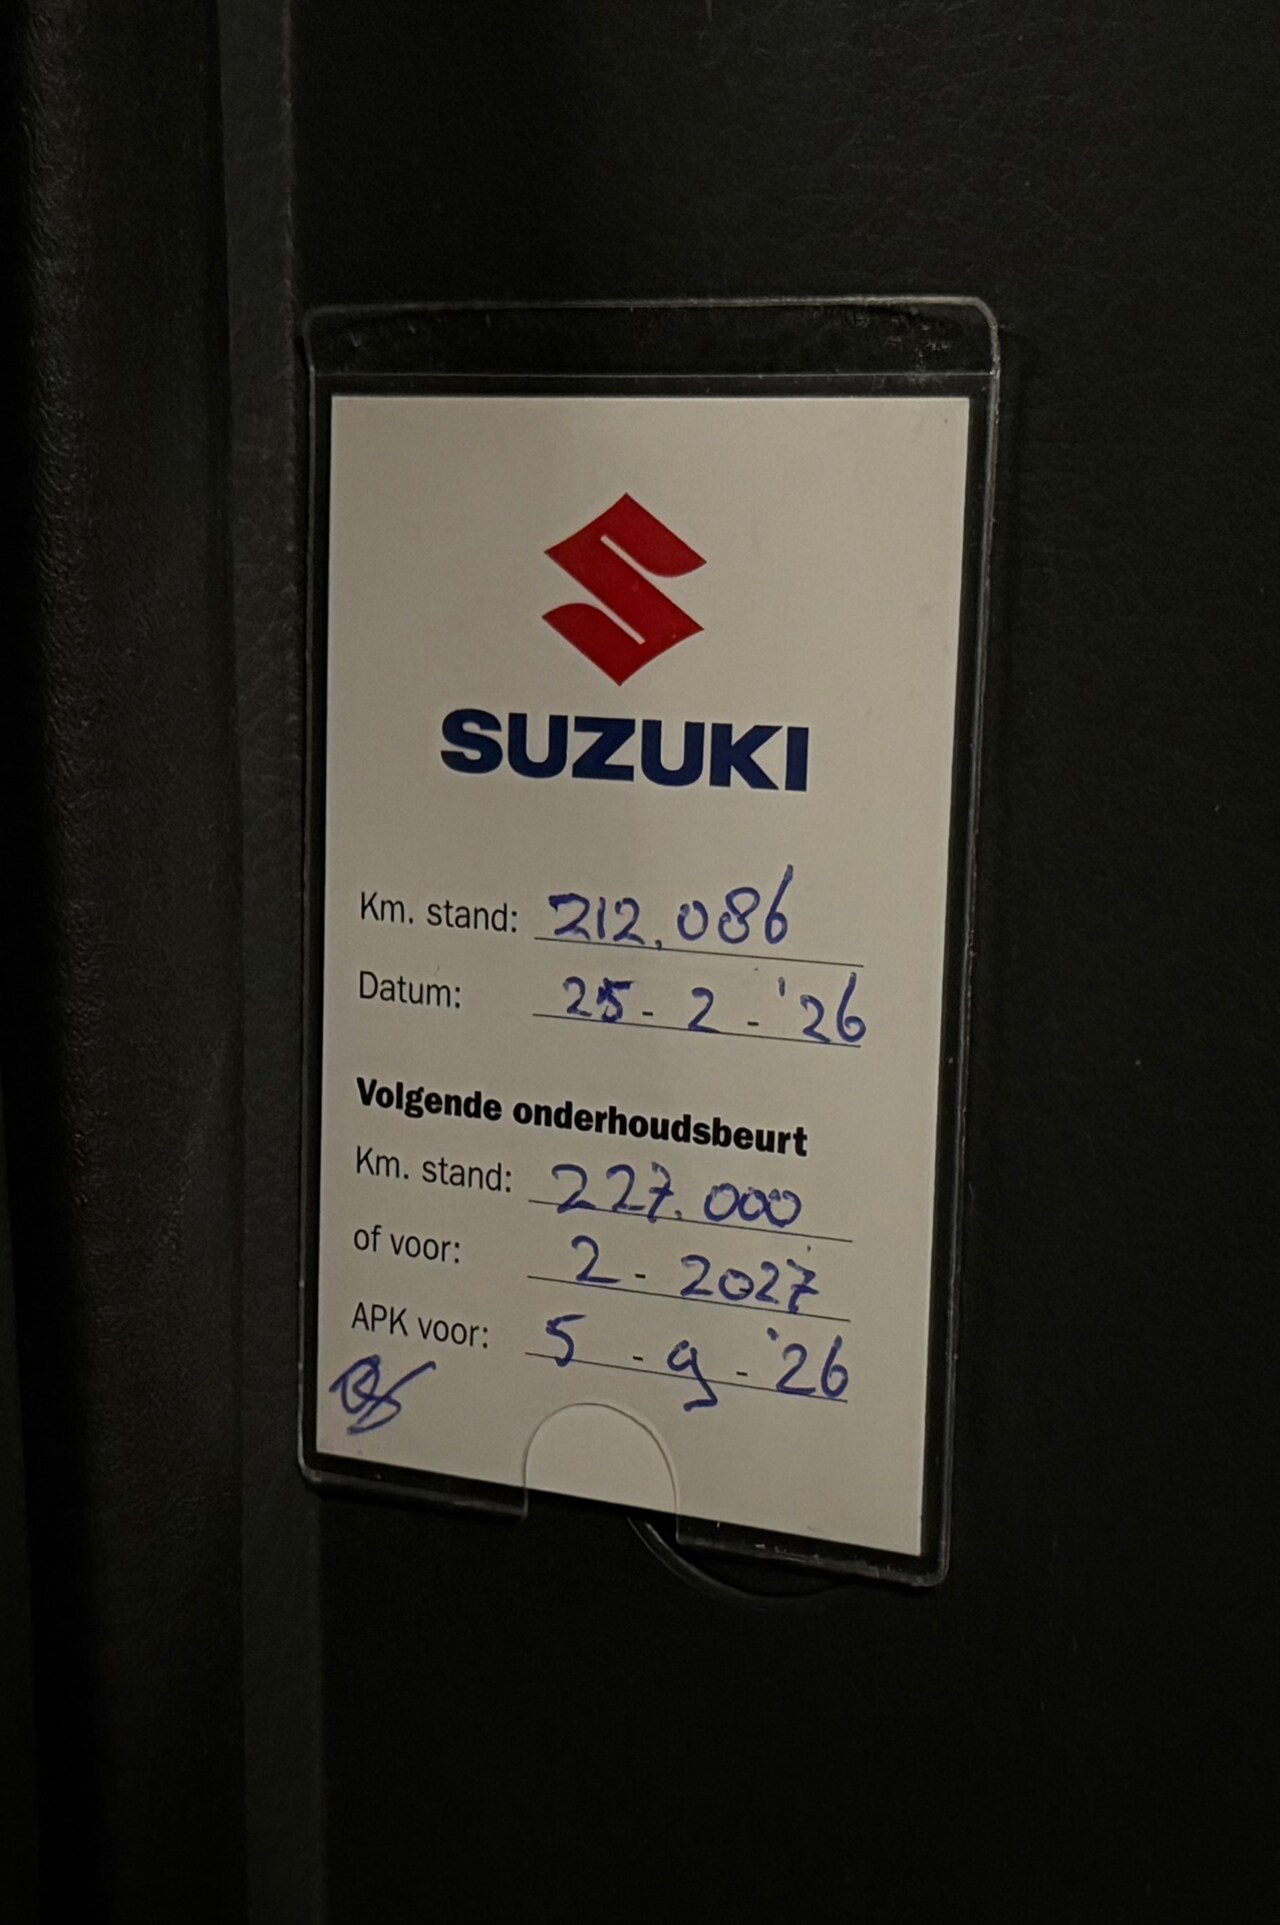 SUZUKI
Km. stand: 212.086
Datum: 25-2-'26
Volgende onderhoudsbeurt
Km. stand: 227.000
of voor: 2-2027
APK voor: 5-9-'26